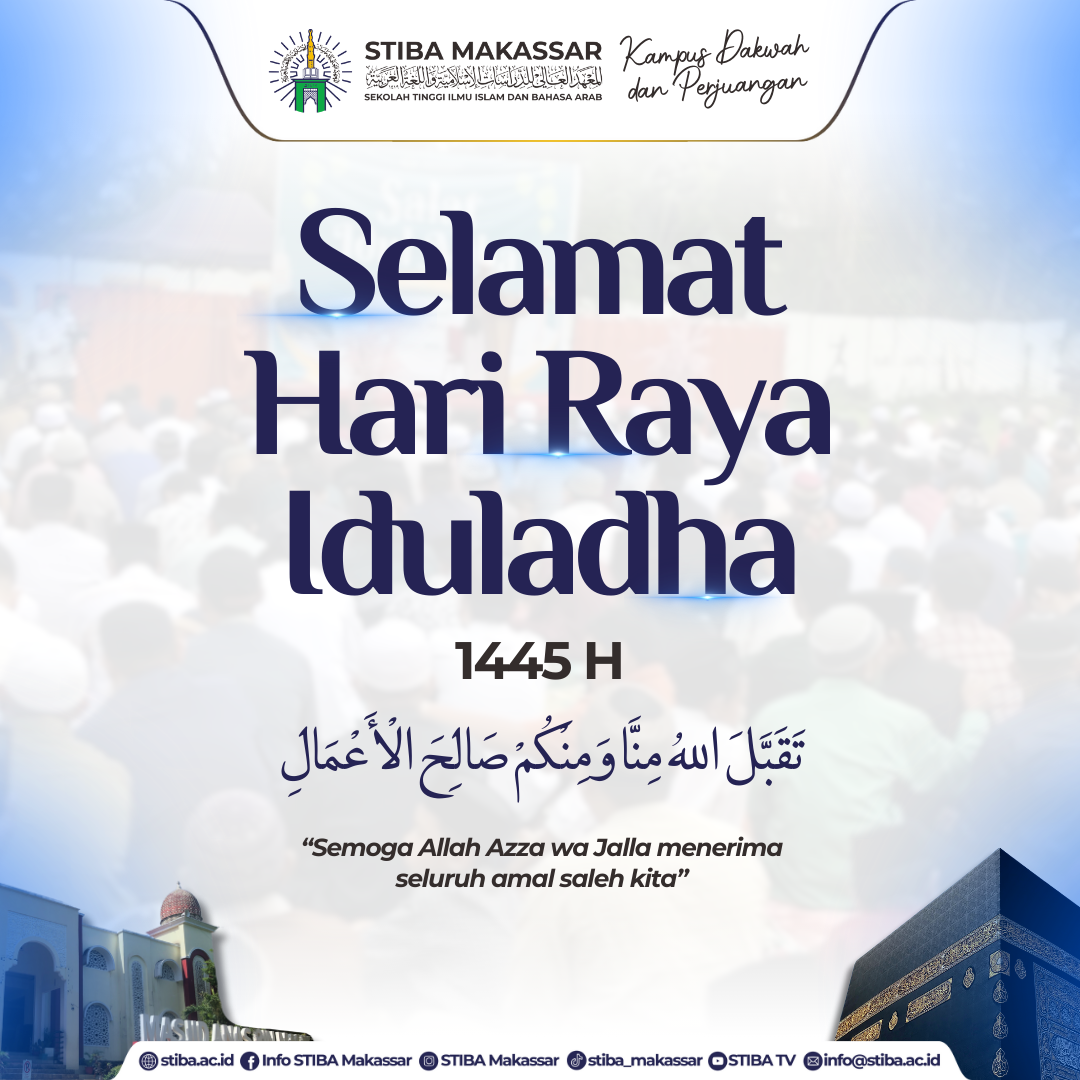 STIBA MAKASSAR
المعهد العالي للدراسات الإسلامية واللغة العربية
SEKOLAH TINGGI ILMU ISLAM DAN BAHASA ARAB
Kampus Dakwah
dan Perjuangan
Selamat
Hari Raya
Iduladha
1445 H
تَقَبَّلَ اللهُ مِنَّا وَمِنْكُمْ صَالِحَ الْأَعْمَالِ
“Semoga Allah Azza wa Jalla menerima
seluruh amal saleh kita”
MASJID
stiba.ac.id Info STIBA Makassar STIBA Makassar stiba_makassar STIBA TV info@stiba.ac.id